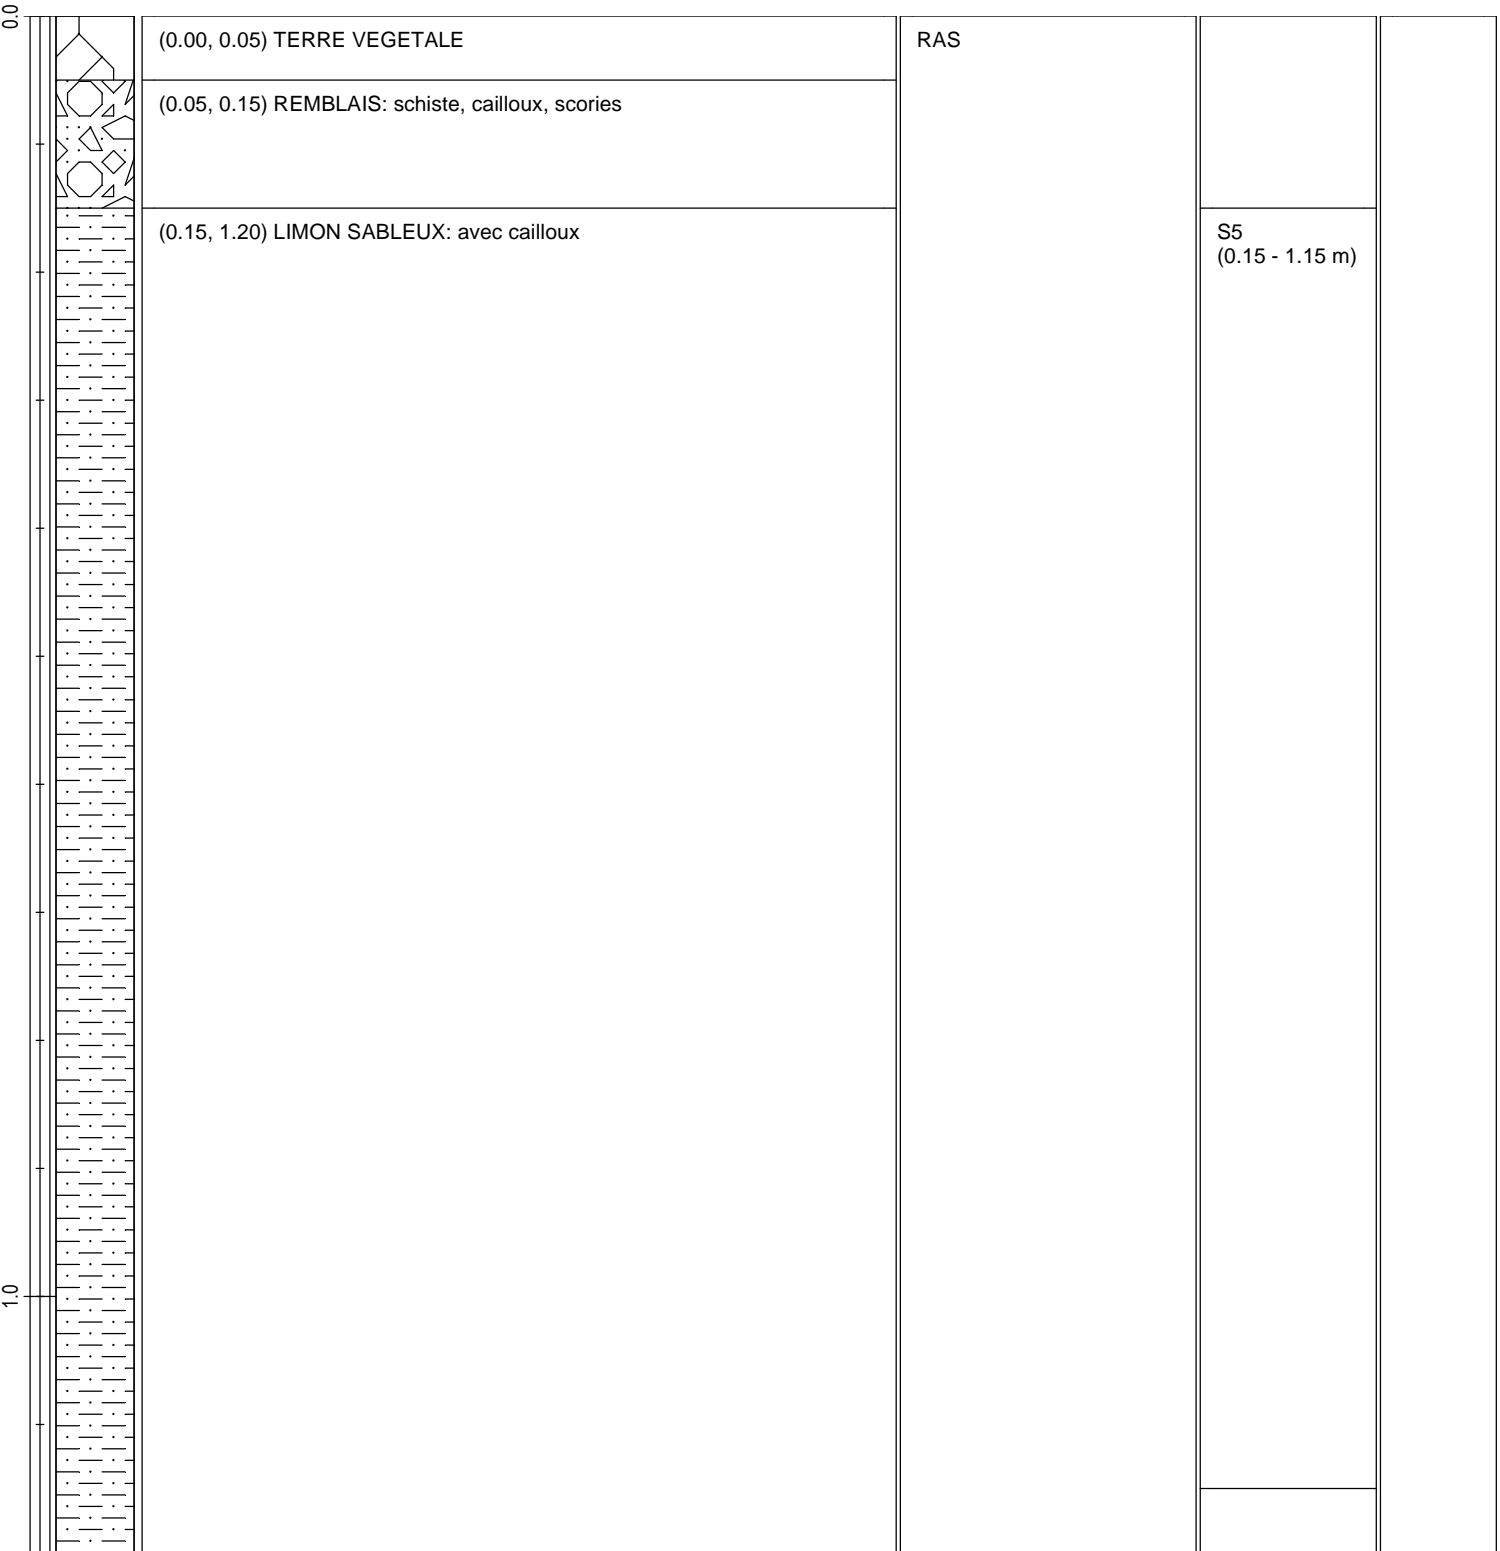 0.0
(0.00, 0.05) TERRE VEGETALE
RAS
(0.05, 0.15) REMBLAIS: schiste, cailloux, scories
(0.15, 1.20) LIMON SABLEUX: avec cailloux
S5
(0.15 - 1.15 m)
1.0